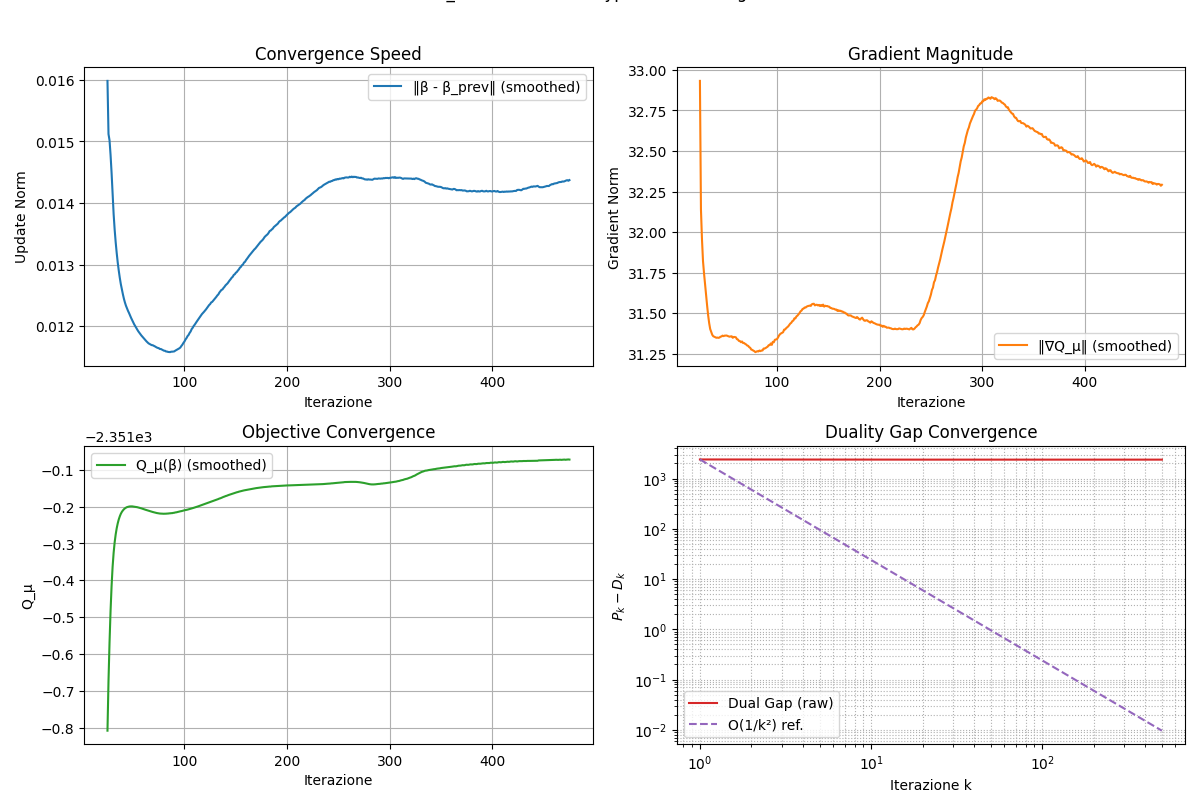 Convergence Speed
0.016
0.015
0.014
0.013
0.012
Update Norm
‖β - β_prev‖ (smoothed)
100 200 300 400
Iterazione
Gradient Magnitude
33.00
32.75
32.50
32.25
32.00
31.75
31.50
31.25
Gradient Norm
‖∇Q_μ‖ (smoothed)
100 200 300 400
Iterazione
Objective Convergence
−2.351e3
−0.1
−0.2
−0.3
−0.4
−0.5
−0.6
−0.7
−0.8
Q_μ
Q_μ(β) (smoothed)
100 200 300 400
Iterazione
Duality Gap Convergence
10³
10²
10¹
10⁰
10⁻¹
10⁻²
Pₖ − Dₖ
Dual Gap (raw)
O(1/k²) ref.
10⁰ 10¹ 10²
Iterazione k